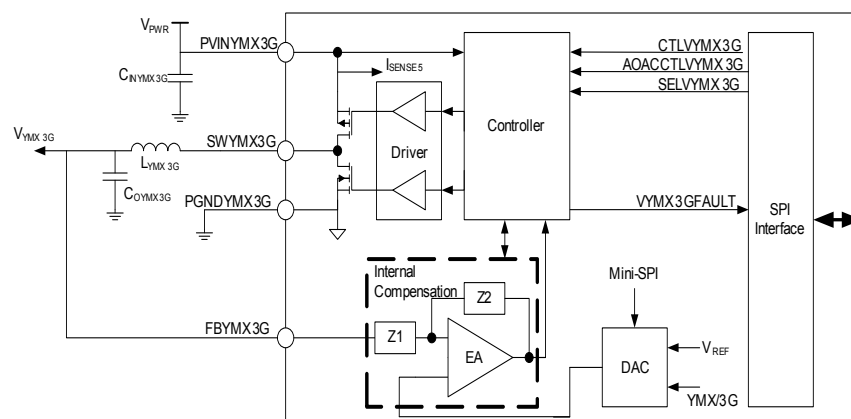 VPWR
PVINYMX3G
CINYMX3G
ISENSE5
CTLVYMX3G
AOACCTLVYMX3G
SELVYMX3G
Controller
VYMX3G
SWYMX3G
LYMX3G
Driver
COYMX3G
PGNDYMX3G
VYMX3GFAULT
SPI
Interface
Internal
Compensation
Z2
Mini-SPI
FBYMX3G
Z1
EA
DAC
VREF
YMX/3G